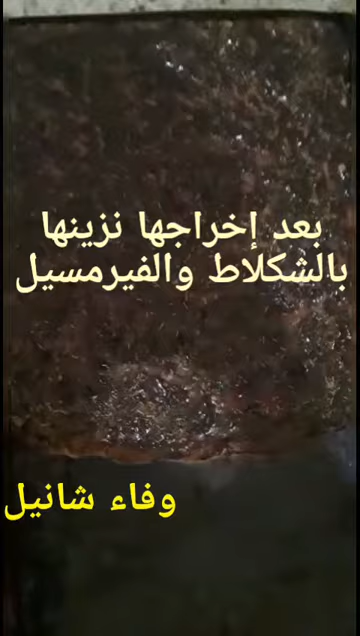 بعد إخراجها نزينها
بالشكلاط والفيرمسيل
وفاء شانيل